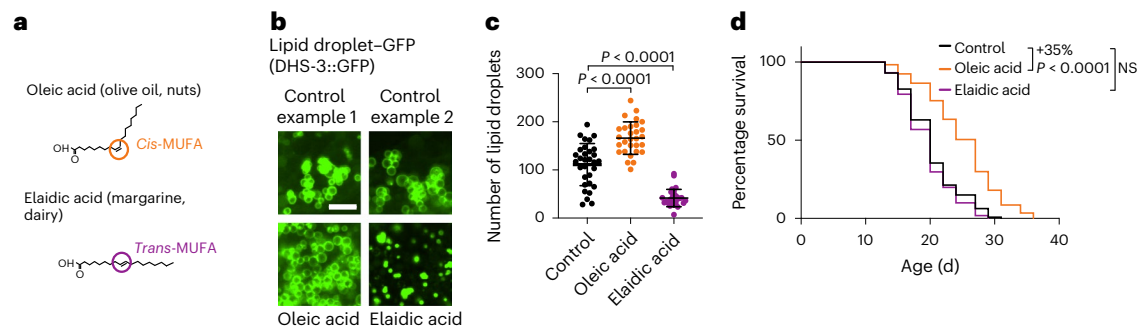 a
Oleic acid (olive oil, nuts)
HO
O
Cis-MUFA
Elaidic acid (margarine,
dairy)
Trans-MUFA
OH
O
b
Lipid droplet–GFP
(DHS-3::GFP)
Control
example 1
Control
example 2
Oleic acid
Elaidic acid
c
P < 0.0001
P < 0.0001
Number of lipid droplets
300
200
100
0
Control
Oleic acid
Elaidic acid
d
Control
Oleic acid
Elaidic acid
+35%
P < 0.0001
NS
Percentage survival
100
50
0
0
10
20
30
40
Age (d)